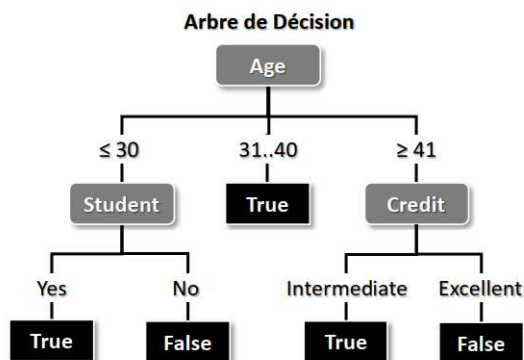 Arbre de Décision
Age
≤ 30 31..40 ≥ 41
Student True Credit
Yes No Intermediate Excellent
True False True False